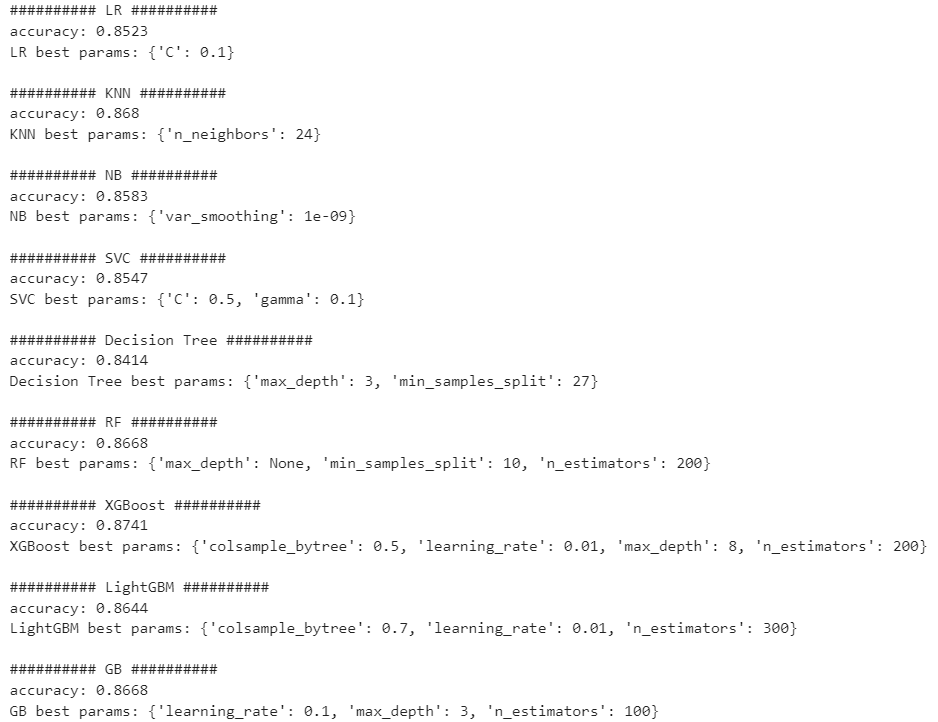 ########## LR ##########
accuracy: 0.8523
LR best params: {'C': 0.1}
########## KNN ##########
accuracy: 0.868
KNN best params: {'n_neighbors': 24}
########## NB ##########
accuracy: 0.8583
NB best params: {'var_smoothing': 1e-09}
########## SVC ##########
accuracy: 0.8547
SVC best params: {'C': 0.5, 'gamma': 0.1}
########## Decision Tree ##########
accuracy: 0.8414
Decision Tree best params: {'max_depth': 3, 'min_samples_split': 27}
########## RF ##########
accuracy: 0.8668
RF best params: {'max_depth': None, 'min_samples_split': 10, 'n_estimators': 200}
########## XGBoost ##########
accuracy: 0.8741
XGBoost best params: {'colsample_bytree': 0.5, 'learning_rate': 0.01, 'max_depth': 8, 'n_estimators': 200}
########## LightGBM ##########
accuracy: 0.8644
LightGBM best params: {'colsample_bytree': 0.7, 'learning_rate': 0.01, 'n_estimators': 300}
########## GB ##########
accuracy: 0.8668
GB best params: {'learning_rate': 0.1, 'max_depth': 3, 'n_estimators': 100}